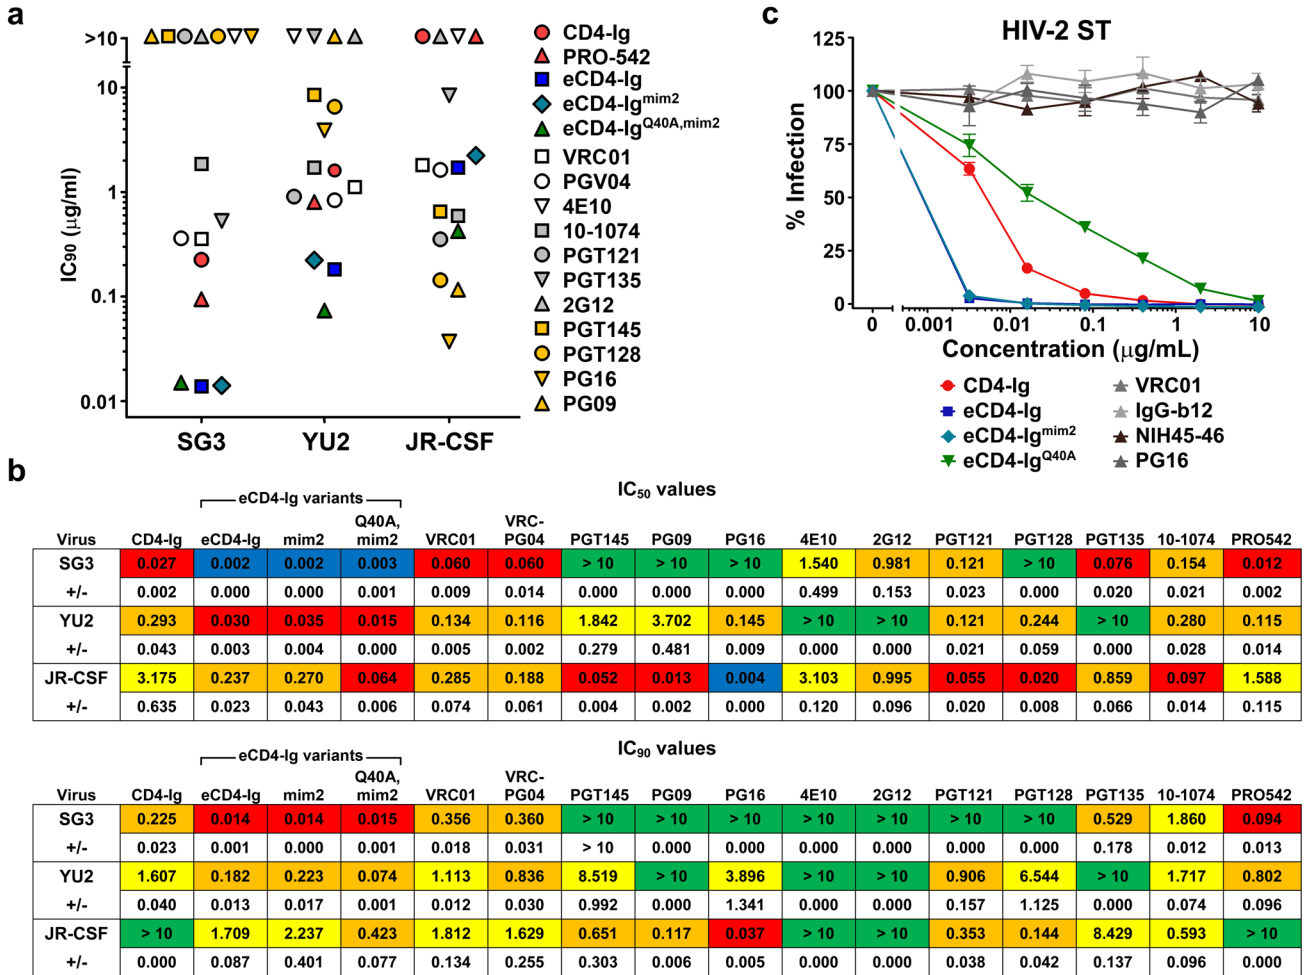 a
>10
10
1
0.1
0.01
IC90 (µg/ml)
SG3 YU2 JR-CSF
CD4-Ig
PRO-542
eCD4-Ig
eCD4-Igmim2
eCD4-IgQ40A,mim2
VRC01
PGV04
4E10
10-1074
PGT121
PGT135
2G12
PGT145
PGT128
PG16
PG09
c
HIV-2 ST
125
100
75
50
25
0
% Infection
0 0.001 0.01 0.1 1 10
Concentration (µg/mL)
CD4-Ig
eCD4-Ig
eCD4-Igmim2
eCD4-IgQ40A
VRC01
IgG-b12
NIH45-46
PG16
b
IC50 values
eCD4-Ig variants
Virus CD4-Ig eCD4-Ig mim2 Q40A, mim2 VRC01 VRC-PG04 PGT145 PG09 PG16 4E10 2G12 PGT121 PGT128 PGT135 10-1074 PRO542
SG3 0.027 0.002 0.002 0.003 0.060 0.060 > 10 > 10 > 10 1.540 0.981 0.121 > 10 0.076 0.154 0.012
+/- 0.002 0.000 0.000 0.001 0.009 0.014 0.000 0.000 0.000 0.499 0.153 0.023 0.000 0.020 0.021 0.002
YU2 0.293 0.030 0.035 0.015 0.134 0.116 1.842 3.702 0.145 > 10 > 10 0.121 0.244 > 10 0.280 0.115
+/- 0.043 0.003 0.004 0.000 0.005 0.002 0.279 0.481 0.009 0.000 0.000 0.021 0.059 0.000 0.028 0.014
JR-CSF 3.175 0.237 0.270 0.064 0.285 0.188 0.052 0.013 0.004 3.103 0.995 0.055 0.020 0.859 0.097 1.588
+/- 0.635 0.023 0.043 0.006 0.074 0.061 0.004 0.002 0.000 0.120 0.096 0.020 0.008 0.066 0.014 0.115
IC90 values
eCD4-Ig variants
Virus CD4-Ig eCD4-Ig mim2 Q40A, mim2 VRC01 VRC-PG04 PGT145 PG09 PG16 4E10 2G12 PGT121 PGT128 PGT135 10-1074 PRO542
SG3 0.225 0.014 0.014 0.015 0.356 0.360 > 10 > 10 > 10 > 10 > 10 > 10 > 10 0.529 1.860 0.094
+/- 0.023 0.001 0.000 0.001 0.018 0.031 > 10 0.000 0.000 0.000 0.000 0.000 0.000 0.178 0.012 0.013
YU2 1.607 0.182 0.223 0.074 1.113 0.836 8.519 > 10 3.896 > 10 > 10 0.906 6.544 > 10 1.717 0.802
+/- 0.040 0.013 0.017 0.001 0.012 0.030 0.992 0.000 1.341 0.000 0.000 0.157 1.125 0.000 0.074 0.096
JR-CSF > 10 1.709 2.237 0.423 1.812 1.629 0.651 0.117 0.037 > 10 > 10 0.353 0.144 8.429 0.593 > 10
+/- 0.000 0.087 0.401 0.077 0.134 0.255 0.303 0.006 0.005 0.000 0.000 0.038 0.042 0.137 0.096 0.000